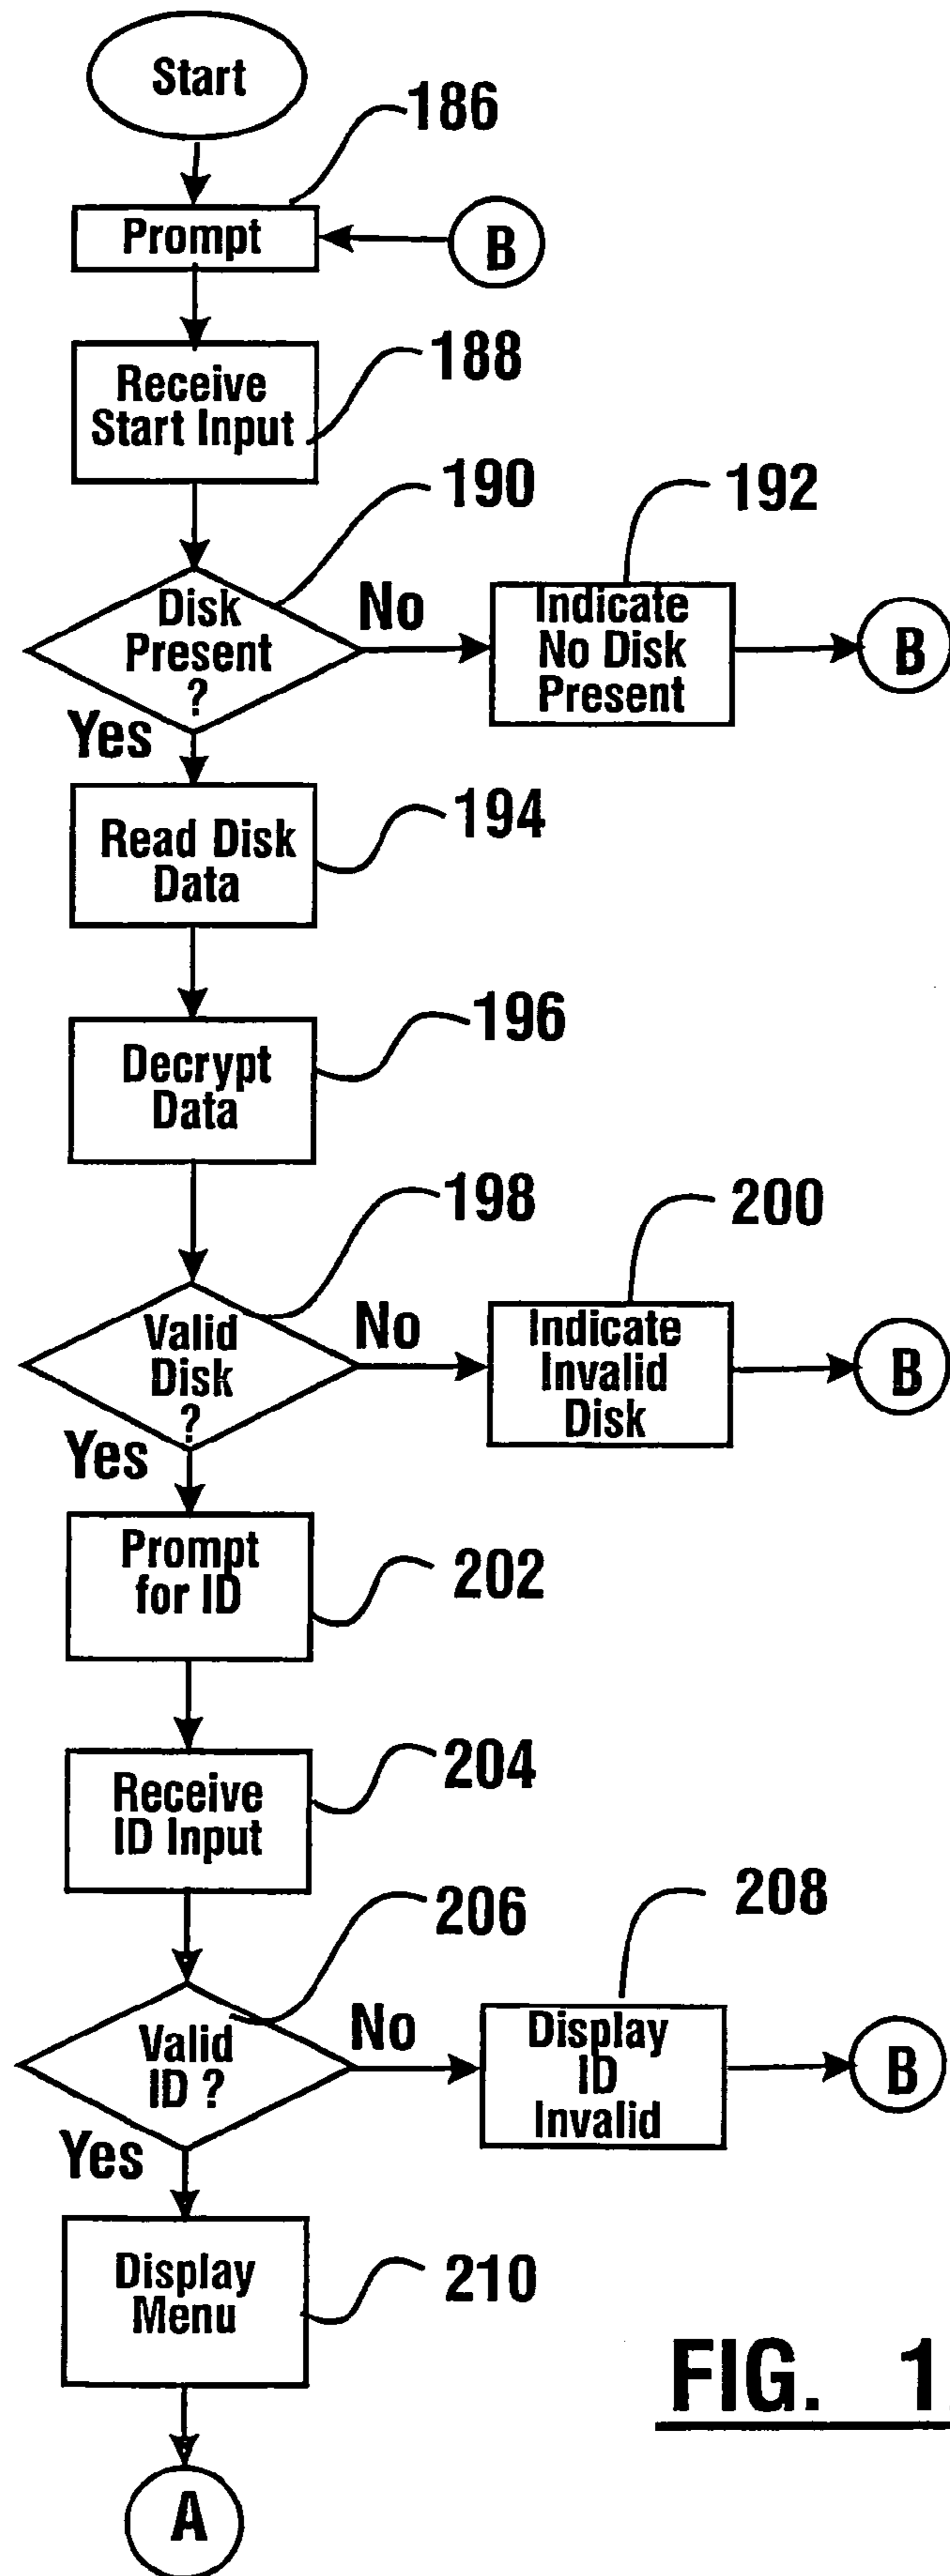 Start
186
Prompt
B
188
Receive
Start Input
190
192
Disk
Present
?
No
Indicate
No Disk
Present
B
Yes
194
Read Disk
Data
196
Decrypt
Data
198
200
Valid
Disk
?
No
Indicate
Invalid
Disk
B
Yes
Prompt
for ID
202
204
Receive
ID Input
206
208
Valid
ID ?
No
Display
ID
Invalid
B
Yes
Display
Menu
210
FIG. 1
A